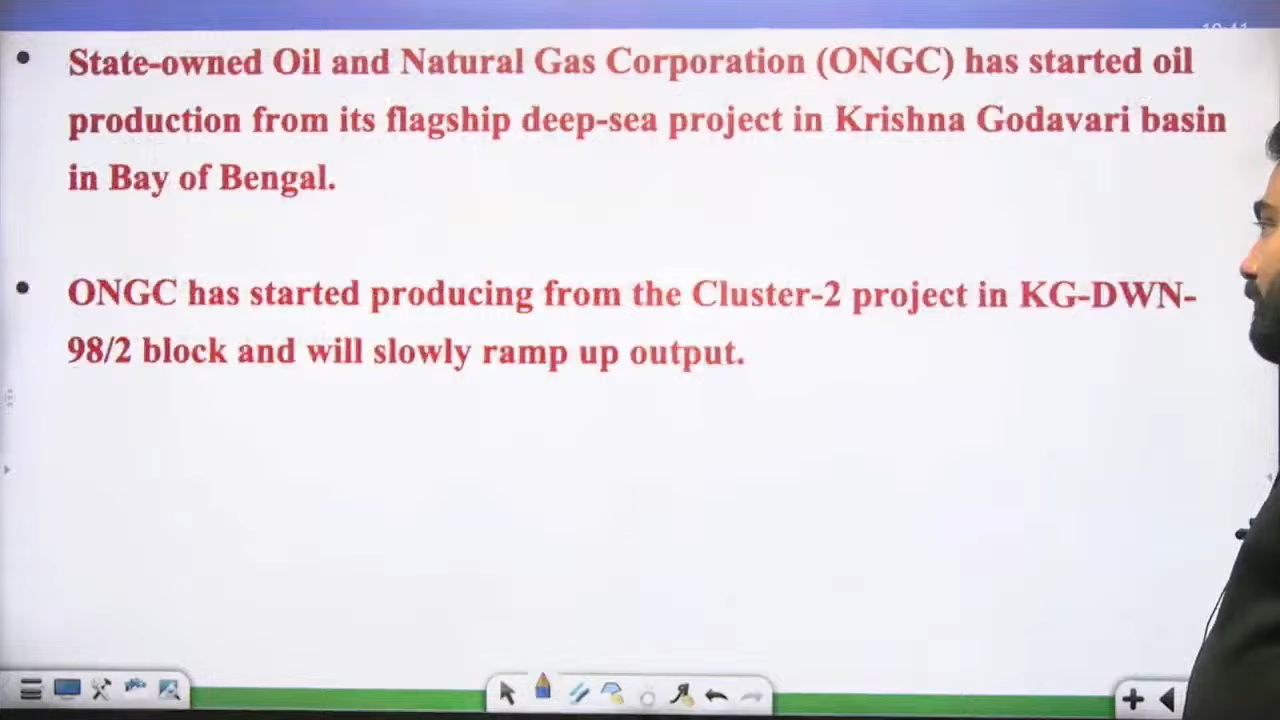 State-owned Oil and Natural Gas Corporation (ONGC) has started oil
production from its flagship deep-sea project in Krishna Godavari basin
in Bay of Bengal.
ONGC has started producing from the Cluster-2 project in KG-DWN-
98/2 block and will slowly ramp up output.